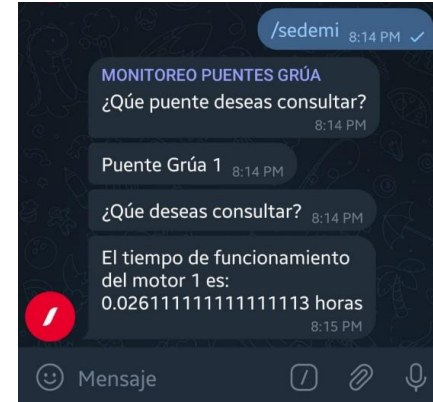 /sedemi 8:14 PM
MONITOREO PUENTES GRÚA
¿Qúe puente deseas consultar?
8:14 PM
Puente Grúa 1 8:14 PM
¿Qúe deseas consultar? 8:14 PM
El tiempo de funcionamiento
del motor 1 es:
0.026111111111111113 horas
8:15 PM
Mensaje